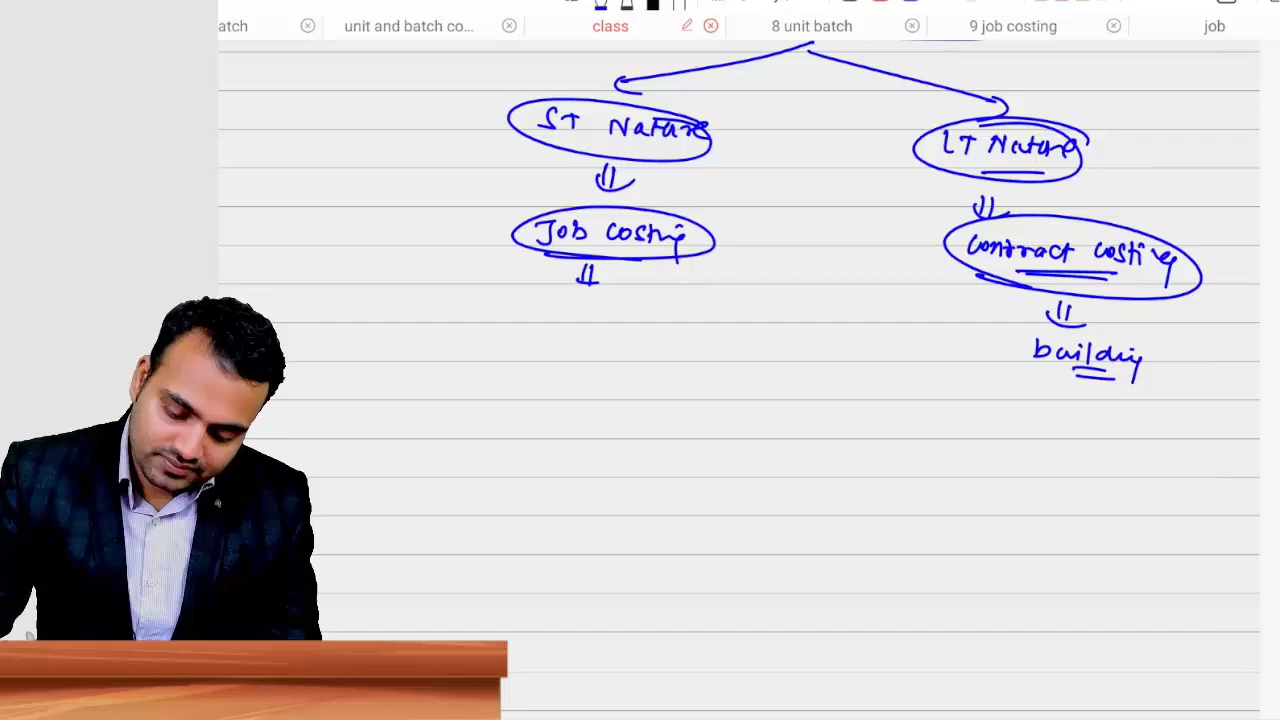 atch
unit and batch co...
class
8 unit batch
9 job costing
job
ST Nature
LT Nature
Job costing
contract costing
building